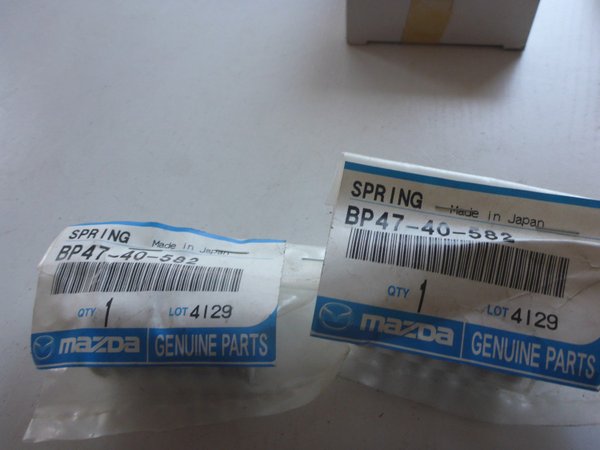 SPRING
Made in Japan
BP47-40-582
QTY 1 LOT 4129
mazda GENUINE PARTS
SPRING
Made in Japan
BP47-40-582
QTY 1 LOT 4129
mazda GENUINE PARTS